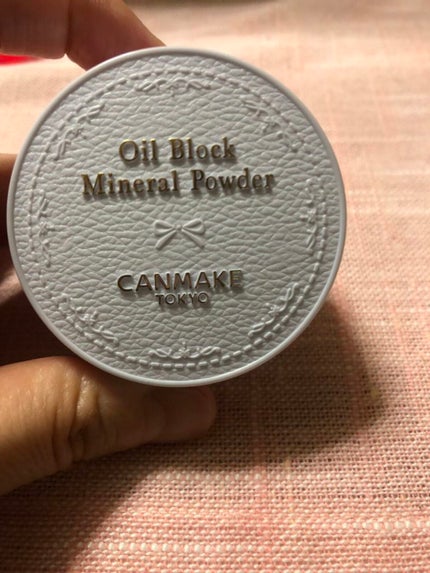 Oil Block
Mineral Powder
CANMAKE
TOKYO